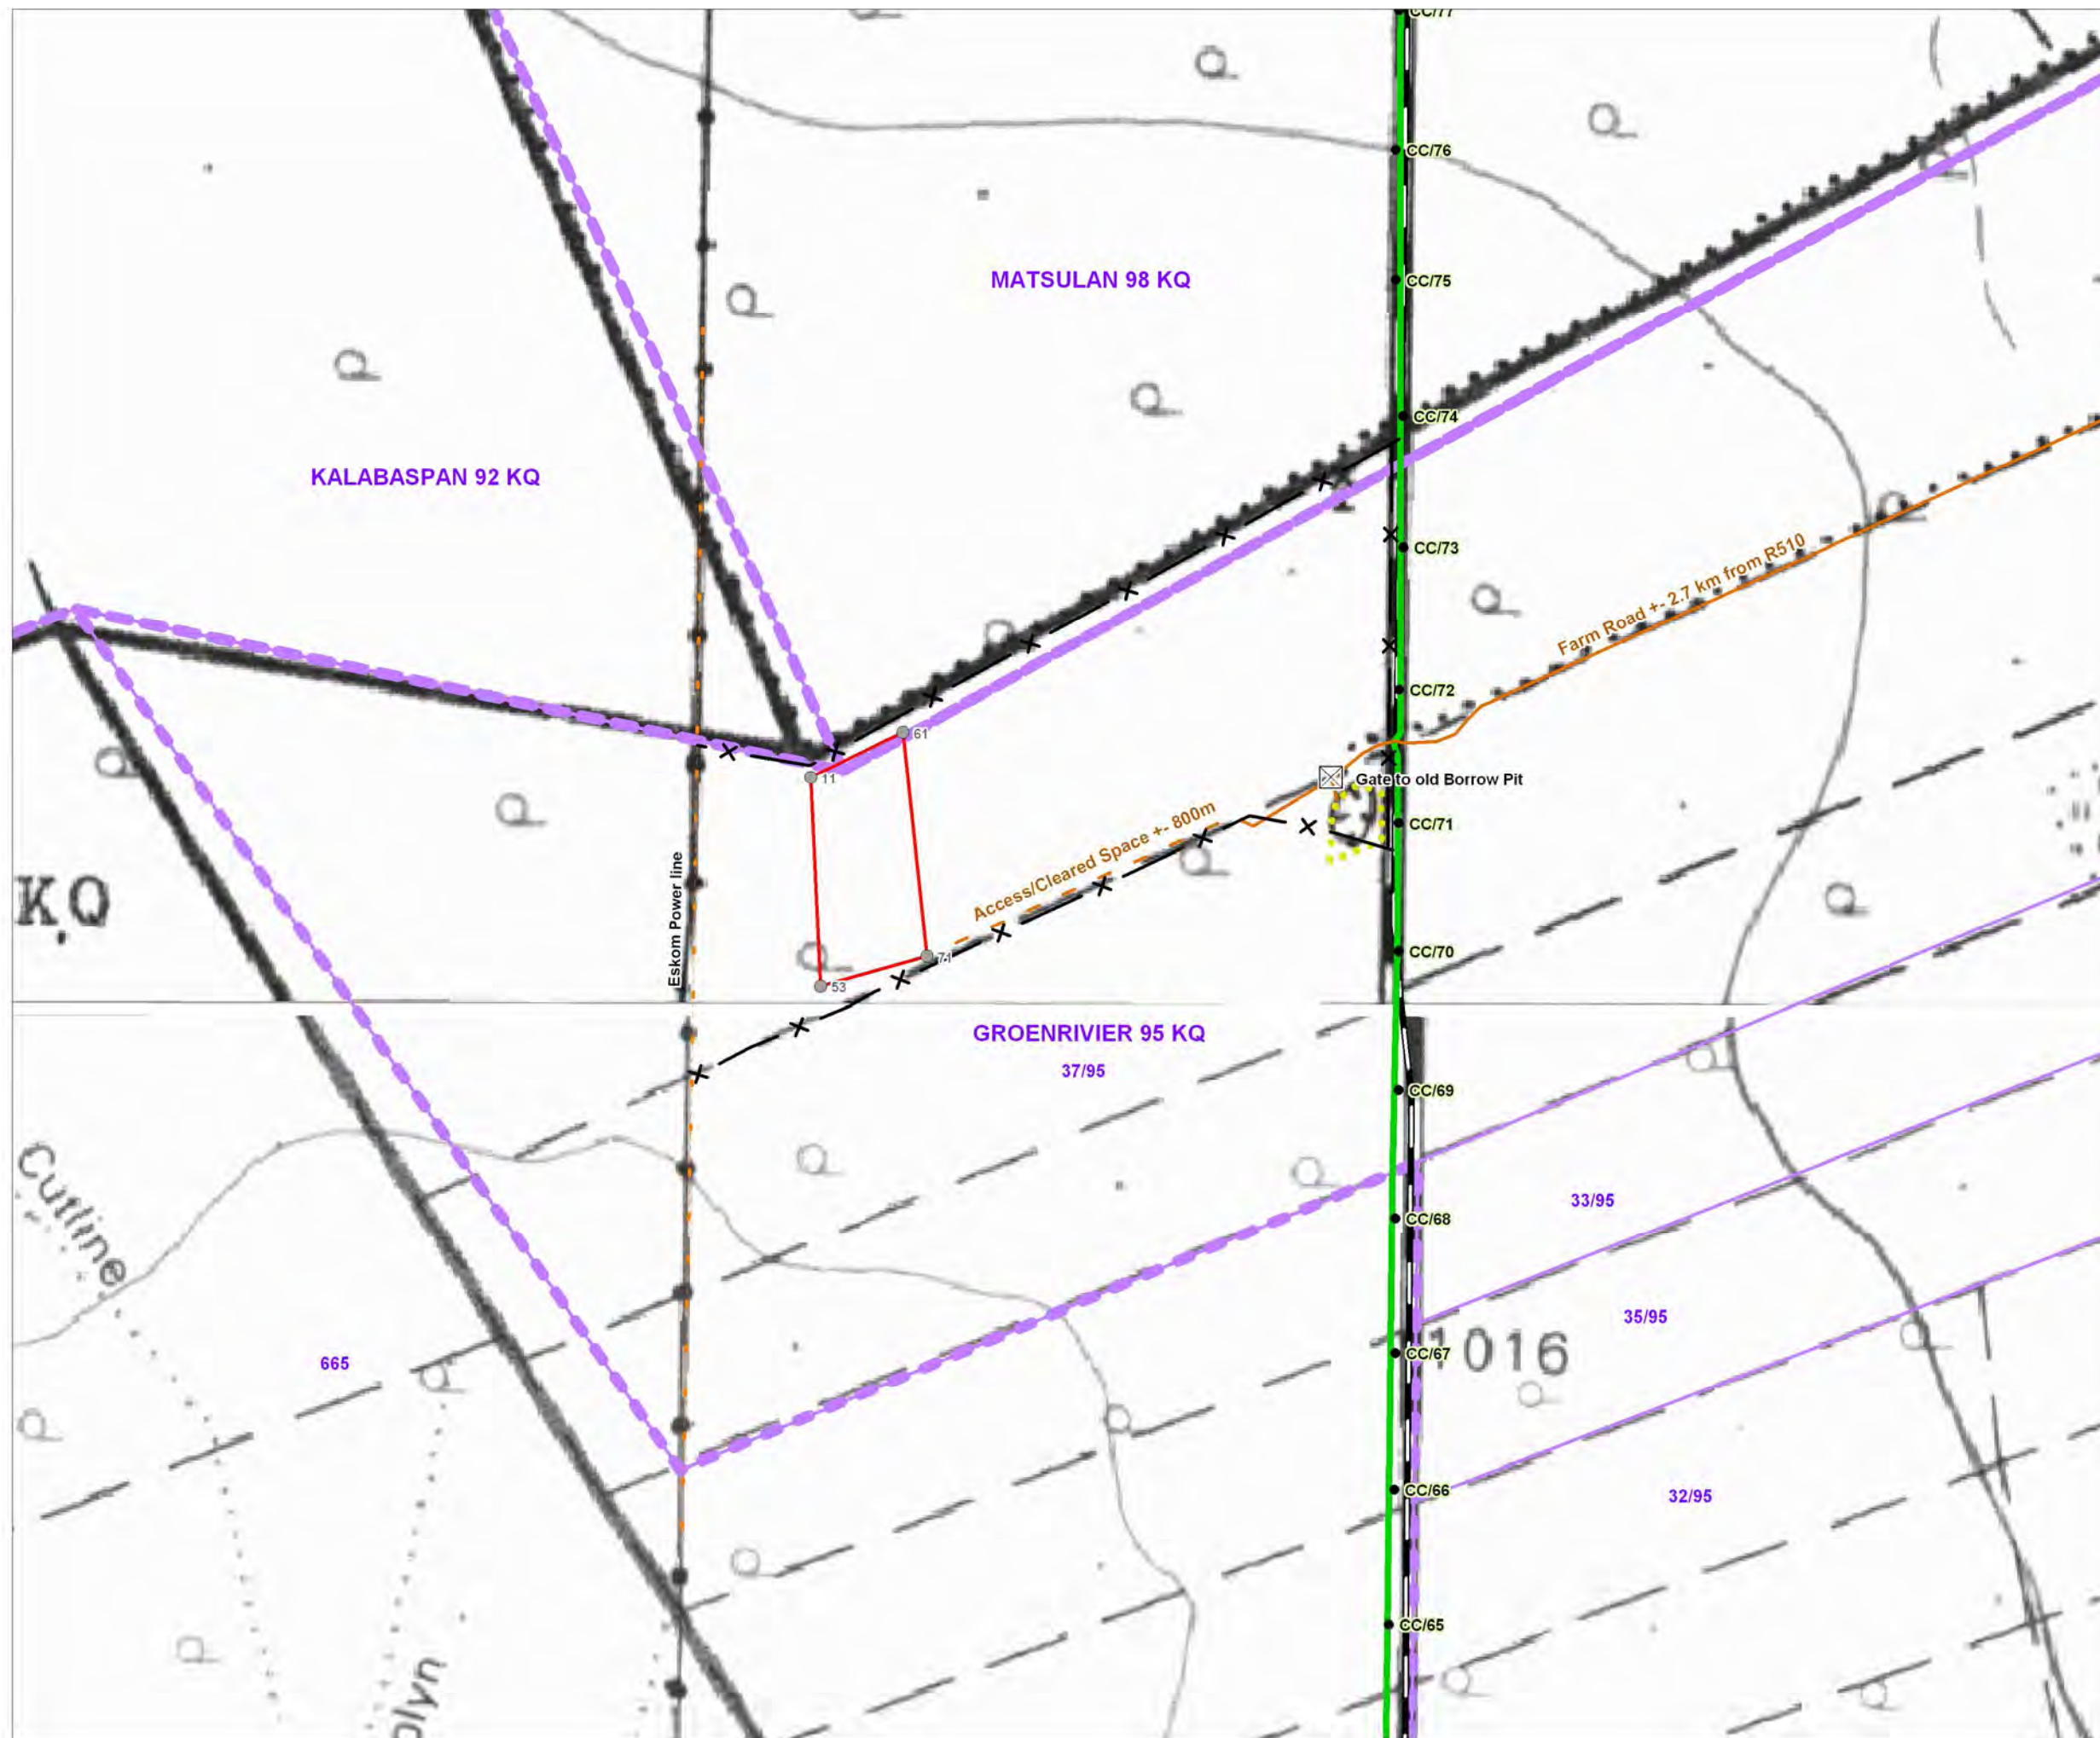 CC/77
CC/76
MATSULAN 98 KQ
CC/75
CC/74
KALABASPAN 92 KQ
CC/73
Farm Road +- 2.7 km from R510
CC/72
61
11
Gate to old Borrow Pit
Access/Cleared Space +- 800m
CC/71
Eskom Power line
KQ
CC/70
71
53
GROENRIVIER 95 KQ
37/95
CC/69
Cutline
33/95
CC/68
35/95
1016
CC/67
665
CC/66
32/95
CC/65
olyn